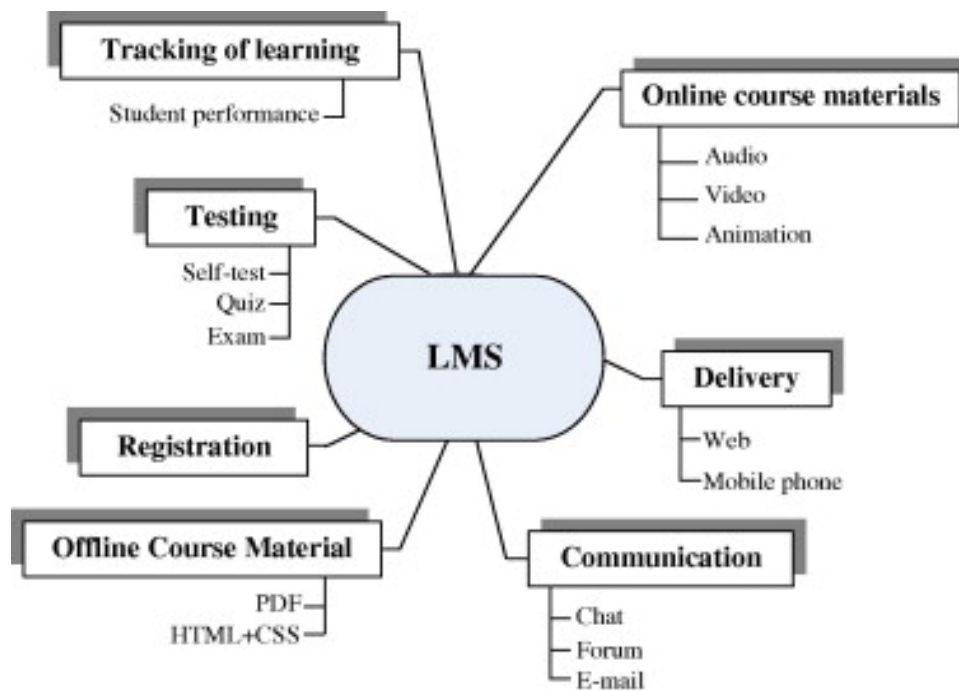 Tracking of learning
Student performance
Online course materials
Audio
Video
Animation
Testing
Self-test
Quiz
Exam
LMS
Delivery
Web
Mobile phone
Registration
Offline Course Material
PDF
HTML+CSS
Communication
Chat
Forum
E-mail